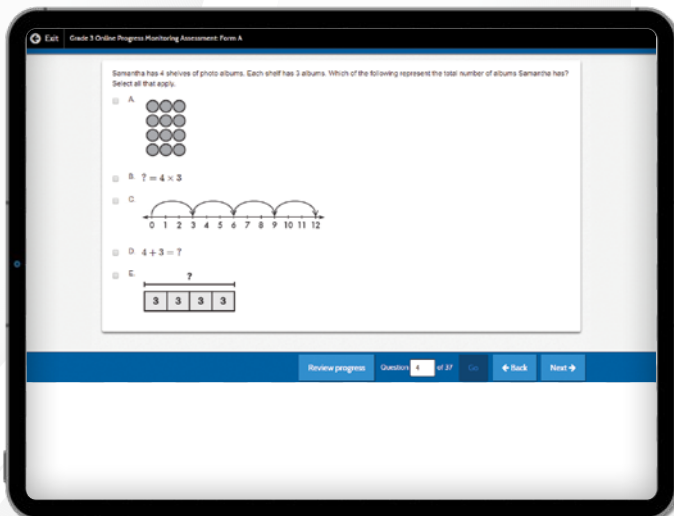 Exit Grade 3 Online Progress Monitoring Assessment: Form A
Samantha has 4 shelves of photo albums. Each shelf has 3 albums. Which of the following represent the total number of albums Samantha has?
Select all that apply.
A.
B. ? = 4 × 3
C.
0 1 2 3 4 5 6 7 8 9 10 11 12
D. 4 + 3 = ?
E.
?
3 3 3 3
Review progress Question 4 of 37 Go Back Next